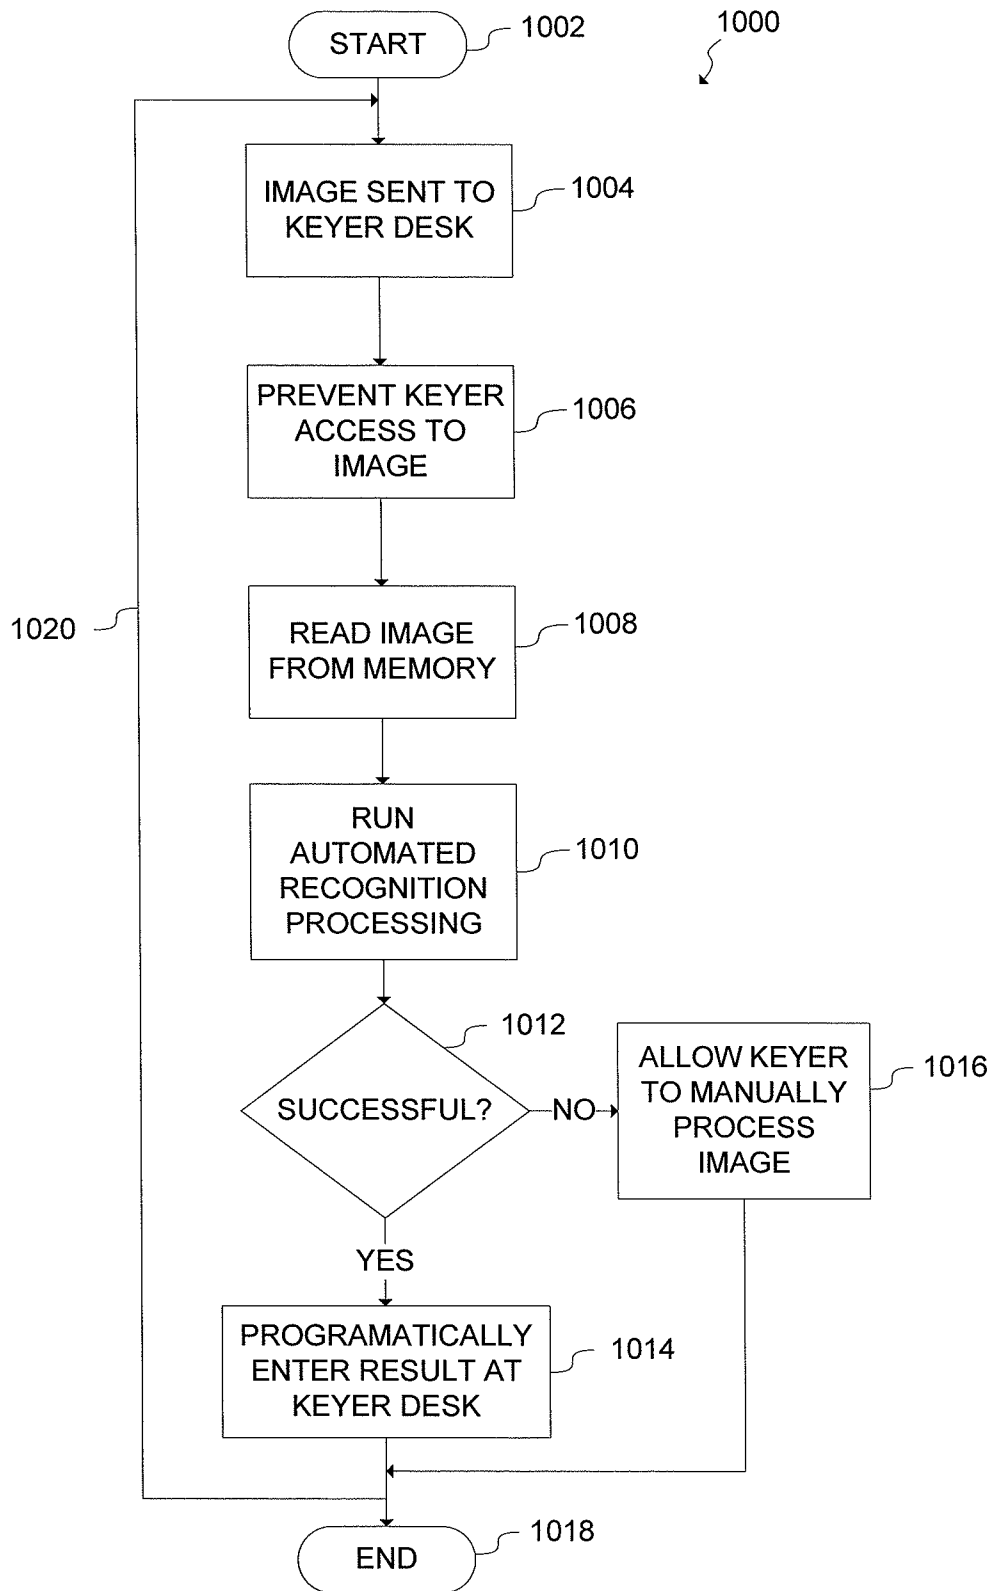 START
1002
1000
IMAGE SENT TO
KEYER DESK
1004
PREVENT KEYER
ACCESS TO
IMAGE
1006
1020
READ IMAGE
FROM MEMORY
1008
RUN
AUTOMATED
RECOGNITION
PROCESSING
1010
1012
SUCCESSFUL?
NO
ALLOW KEYER
TO MANUALLY
PROCESS
IMAGE
1016
YES
PROGRAMATICALLY
ENTER RESULT AT
KEYER DESK
1014
END
1018